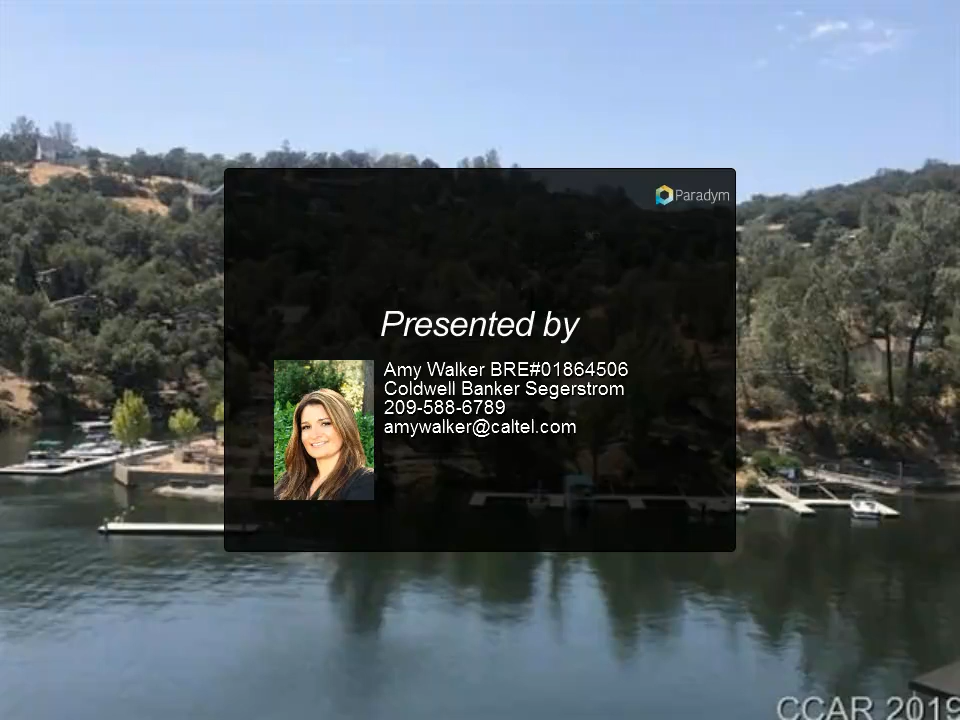 Paradym
Presented by
Amy Walker BRE#01864506
Coldwell Banker Segerstrom
209-588-6789
amywalker@caltel.com
CCAR 2019